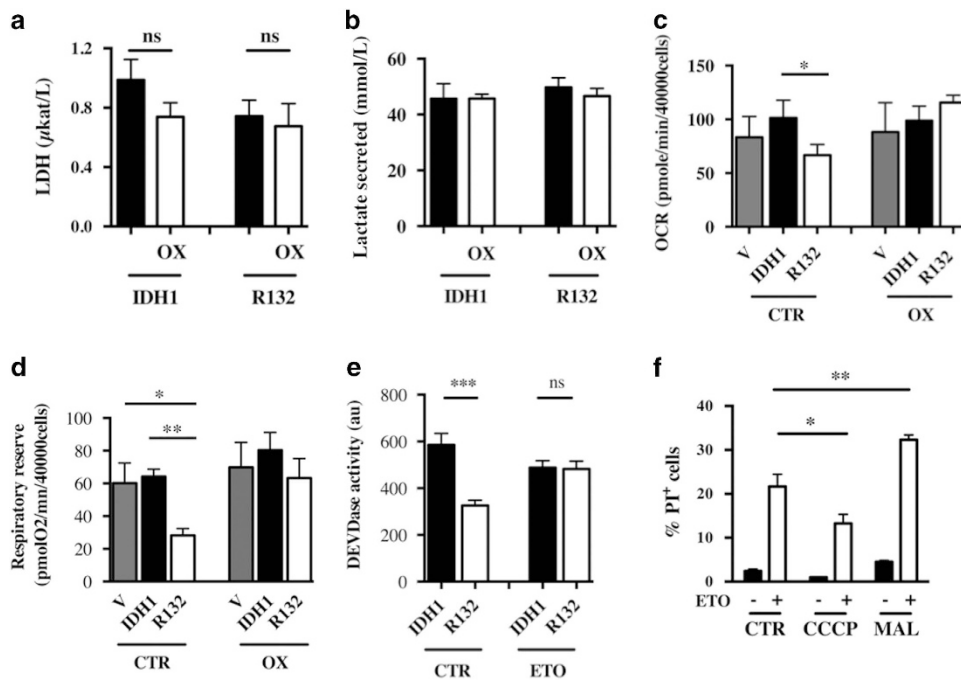 a
ns
ns
1.2
0.8
0.4
0.0
LDH (µkat/L)
OX
OX
IDH1
R132
b
60
40
20
0
Lactate secreted (mmol/L)
OX
OX
IDH1
R132
c
*
150
100
50
0
OCR (pmole/min/40000cells)
V
IDH1
R132
V
IDH1
R132
CTR
OX
d
*
**
100
80
60
40
20
0
Respiratory reserve
(pmolO2/mn/40000cells)
V
IDH1
R132
V
IDH1
R132
CTR
OX
e
***
ns
800
600
400
200
0
DEVDase activity (au)
IDH1
R132
IDH1
R132
CTR
ETO
f
**
*
40
30
20
10
0
% PI⁺ cells
ETO - + - + - +
CTR CCCP MAL